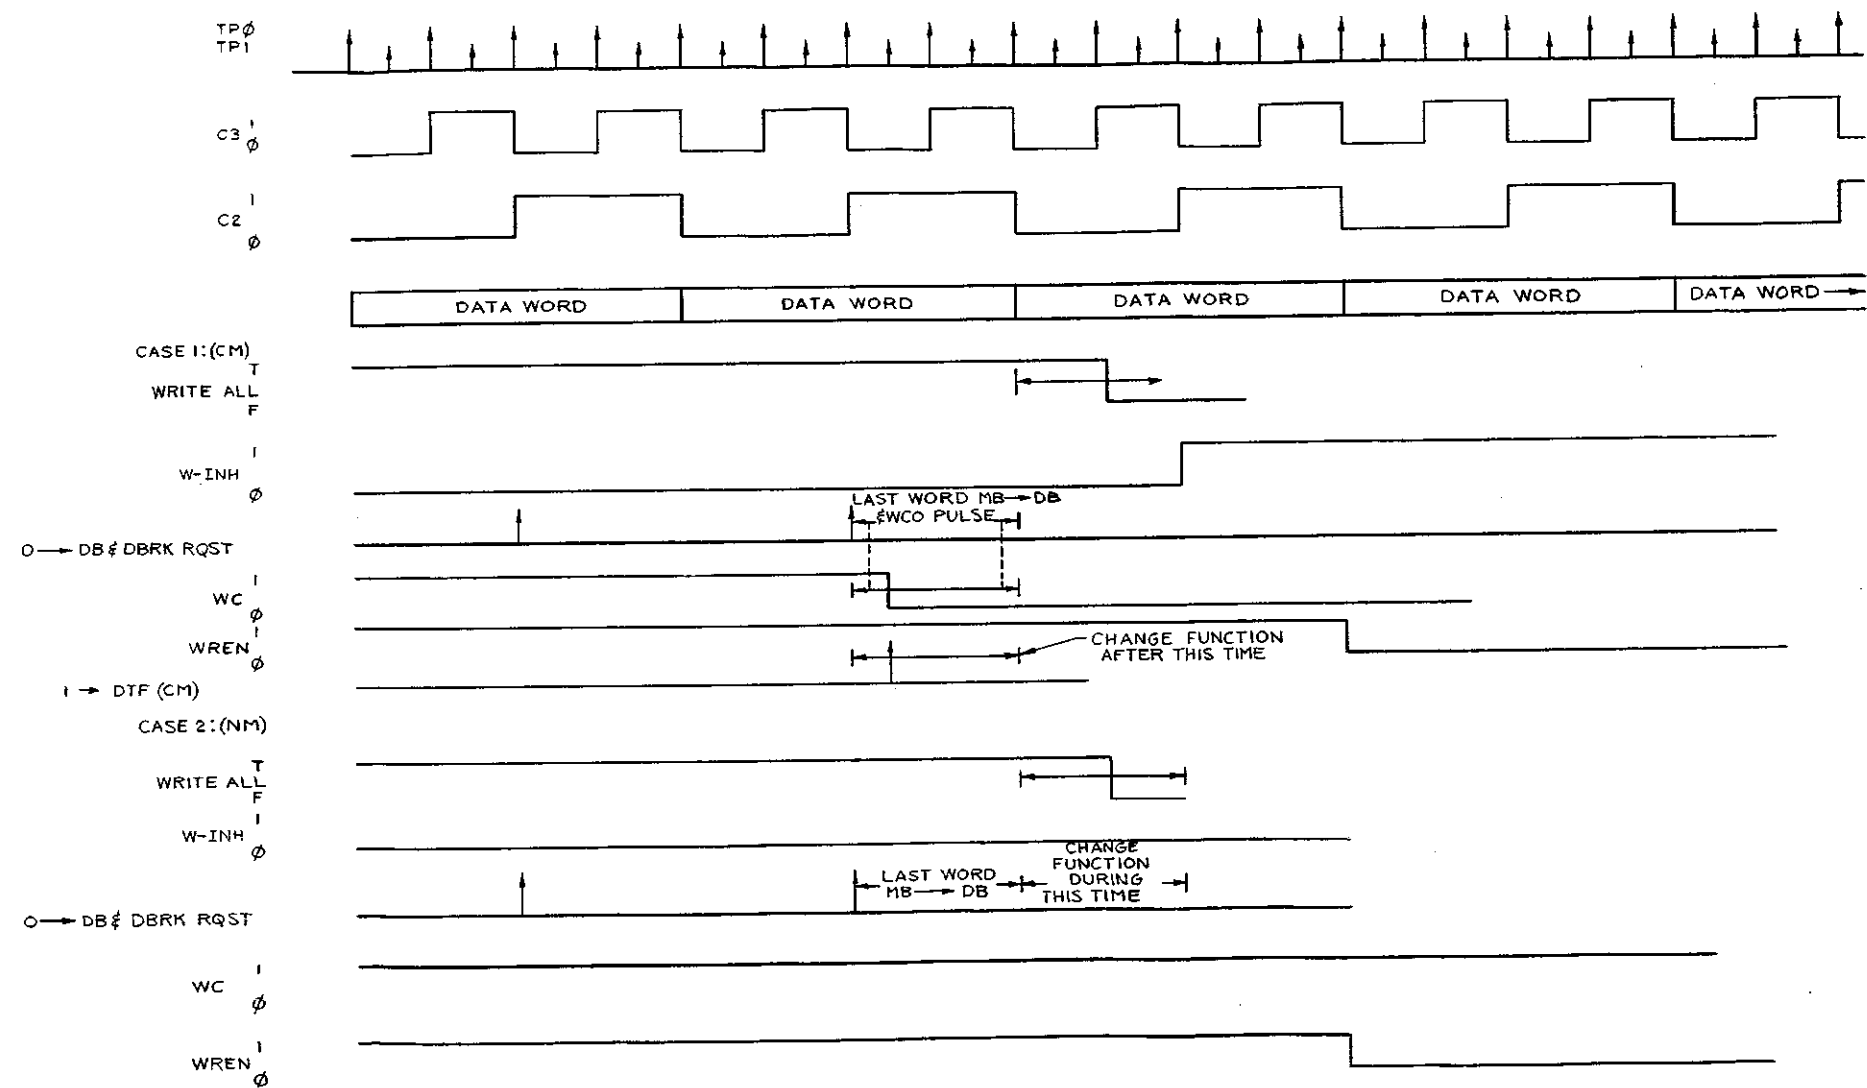 TPØ
TP1
C3 1
Ø
C2 1
Ø
DATA WORD DATA WORD DATA WORD DATA WORD DATA WORD →
CASE 1:(CM)
T
WRITE ALL
F
1
W-INH
Ø
LAST WORD MB → DB
&WCO PULSE
0 → DB & DBRK RQST
1
WC
Ø
1
WREN
Ø
CHANGE FUNCTION
AFTER THIS TIME
1 → DTF (CM)
CASE 2:(NM)
T
WRITE ALL
F
1
W-INH
Ø
LAST WORD
MB → DB
CHANGE
FUNCTION
DURING
THIS TIME
0 → DB & DBRK RQST
1
WC
Ø
1
WREN
Ø